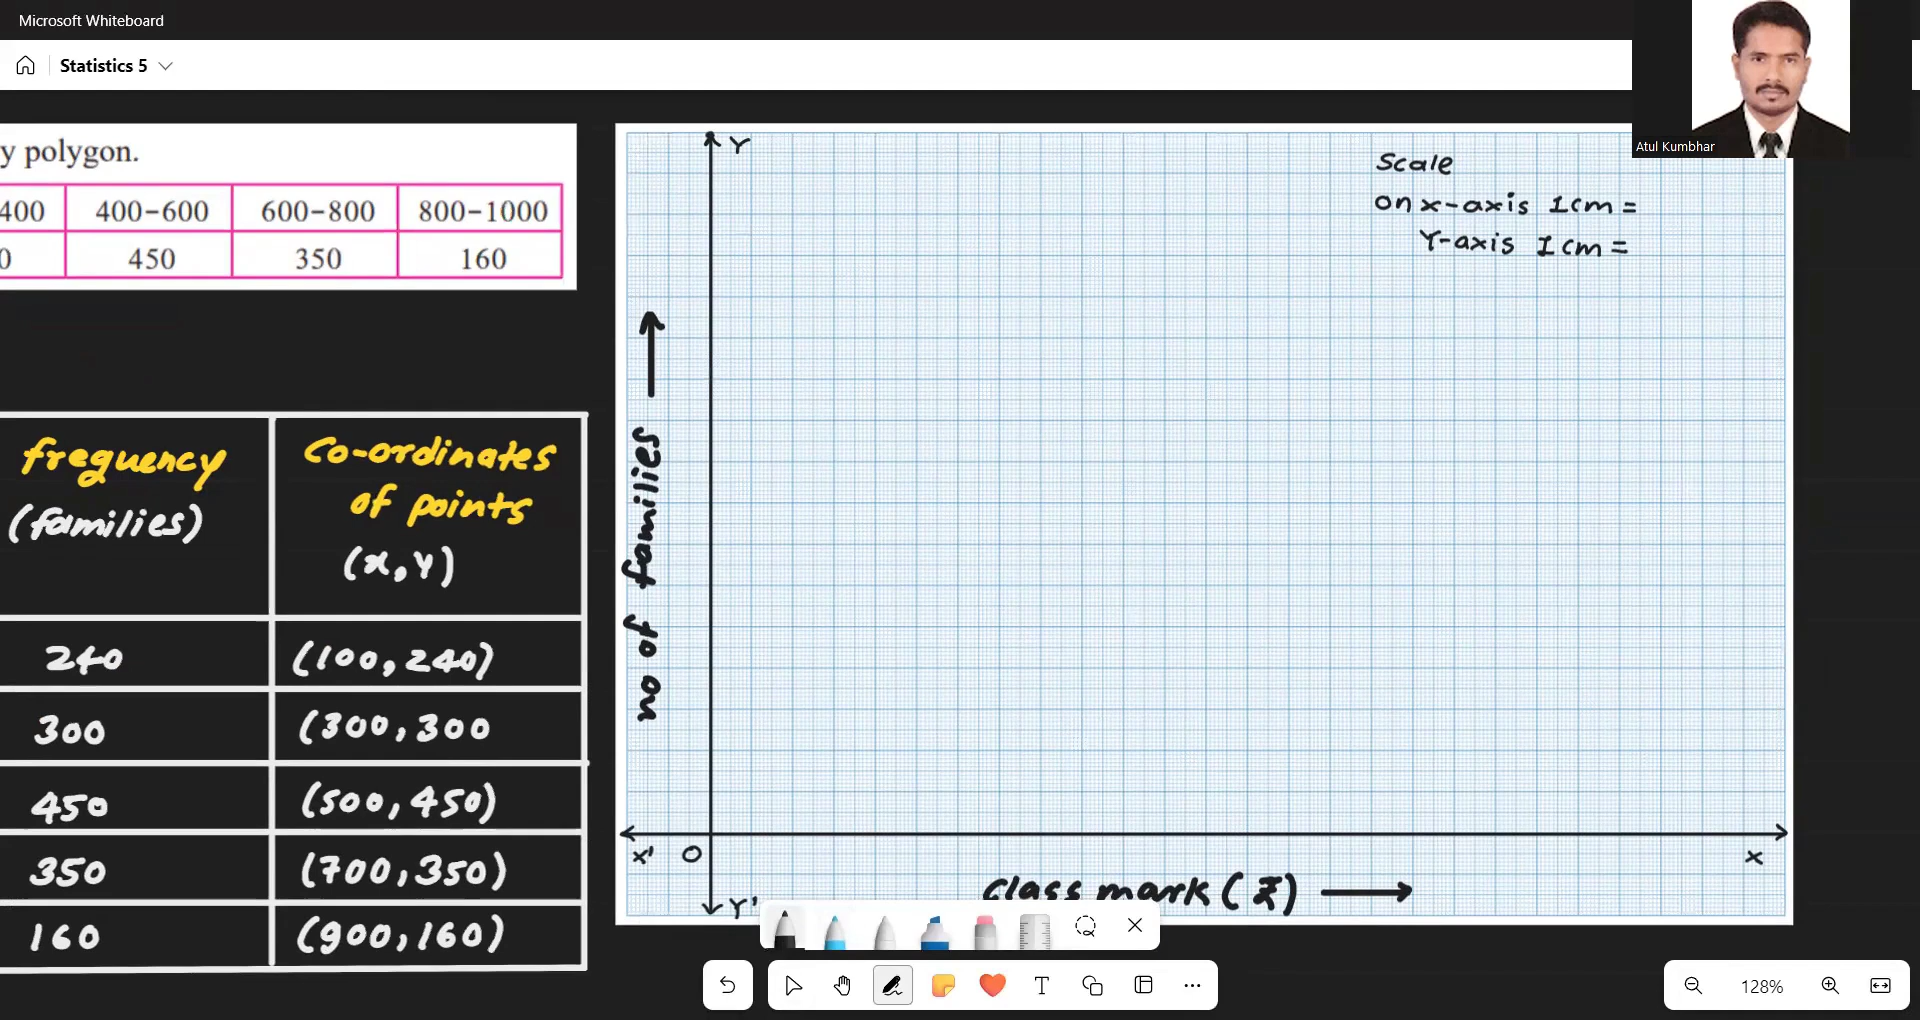 Microsoft Whiteboard
Statistics 5
Atul Kumbhar
y polygon.
400 400-600 600-800 800-1000
0 450 350 160
frequency
(families)
Co-ordinates
of points
(x,Y)
240 (100,240)
300 (300,300
450 (500,450)
350 (700,350)
160 (900,160)
Y
Scale
on x-axis 1cm =
Y-axis 1cm =
no of families
X' O X
class mark (₹)
Y'
128%